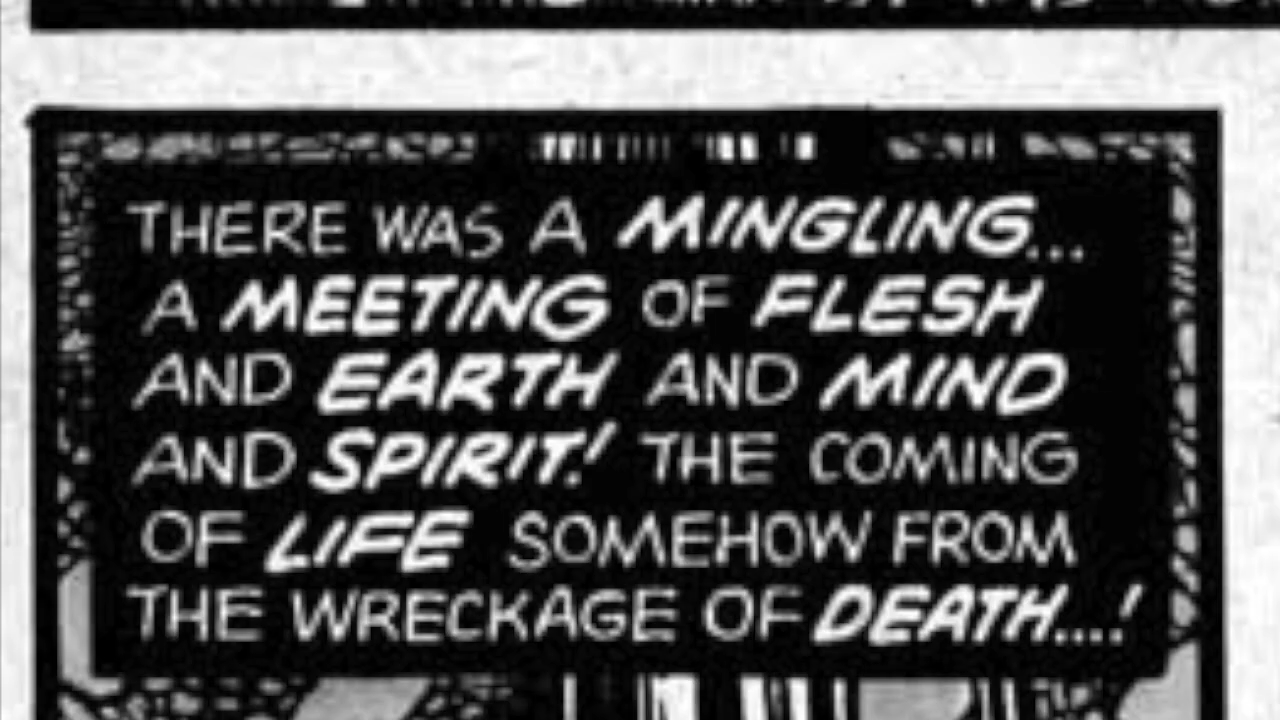 THERE WAS A MINGLING...
A MEETING OF FLESH
AND EARTH AND MIND
AND SPIRIT! THE COMING
OF LIFE SOMEHOW FROM
THE WRECKAGE OF DEATH....!